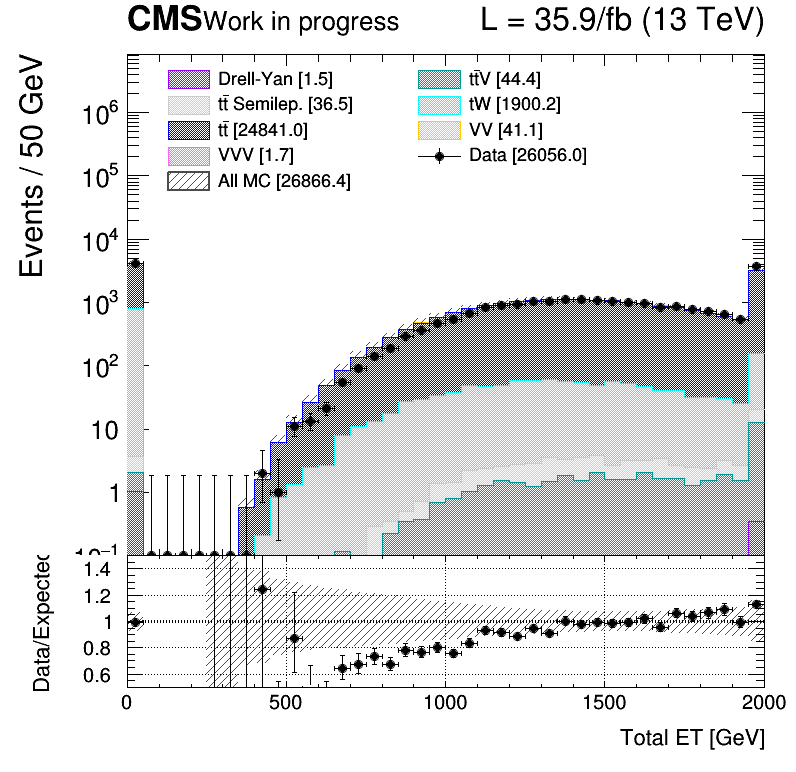 CMS Work in progress L = 35.9/fb (13 TeV)
Drell-Yan [1.5] tt̄V [44.4]
tt̄ Semilep. [36.5] tW [1900.2]
tt̄ [24841.0] VV [41.1]
VVV [1.7] Data [26056.0]
All MC [26866.4]
Events / 50 GeV
10⁶
10⁵
10⁴
10³
10²
10
1
10⁻¹
Data/Expected
1.4
1.2
1
0.8
0.6
0 500 1000 1500 2000
Total ET [GeV]